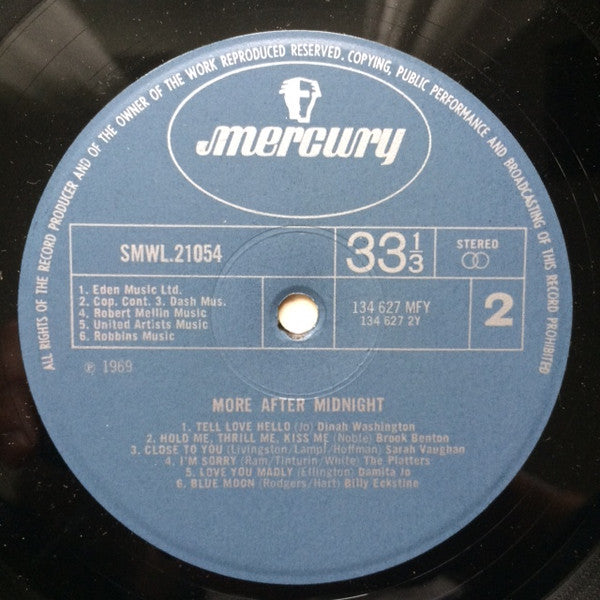 ALL RIGHTS OF THE RECORD PRODUCER AND OF THE OWNER OF THE WORK REPRODUCED RESERVED. COPYING, PUBLIC PERFORMANCE AND BROADCASTING OF THIS RECORD PROHIBITED
mercury
SMWL.21054
33 1/3
STEREO
1. Eden Music Ltd.
2. Cop. Cont. 3. Dash Mus.
4. Robert Mellin Music
5. United Artists Music
6. Robbins Music
134 627 MFY
134 627 2Y
2
℗ 1969
MORE AFTER MIDNIGHT
1. TELL LOVE HELLO (Jo) Dinah Washington
2. HOLD ME, THRILL ME, KISS ME (Noble) Brook Benton
3. CLOSE TO YOU (Livingston/Lampl/Hoffman) Sarah Vaughan
4. I'M SORRY (Ram/Tinturin/White) The Platters
5. LOVE YOU MADLY (Ellington) Damita Jo
6. BLUE MOON (Rodgers/Hart) Billy Eckstine